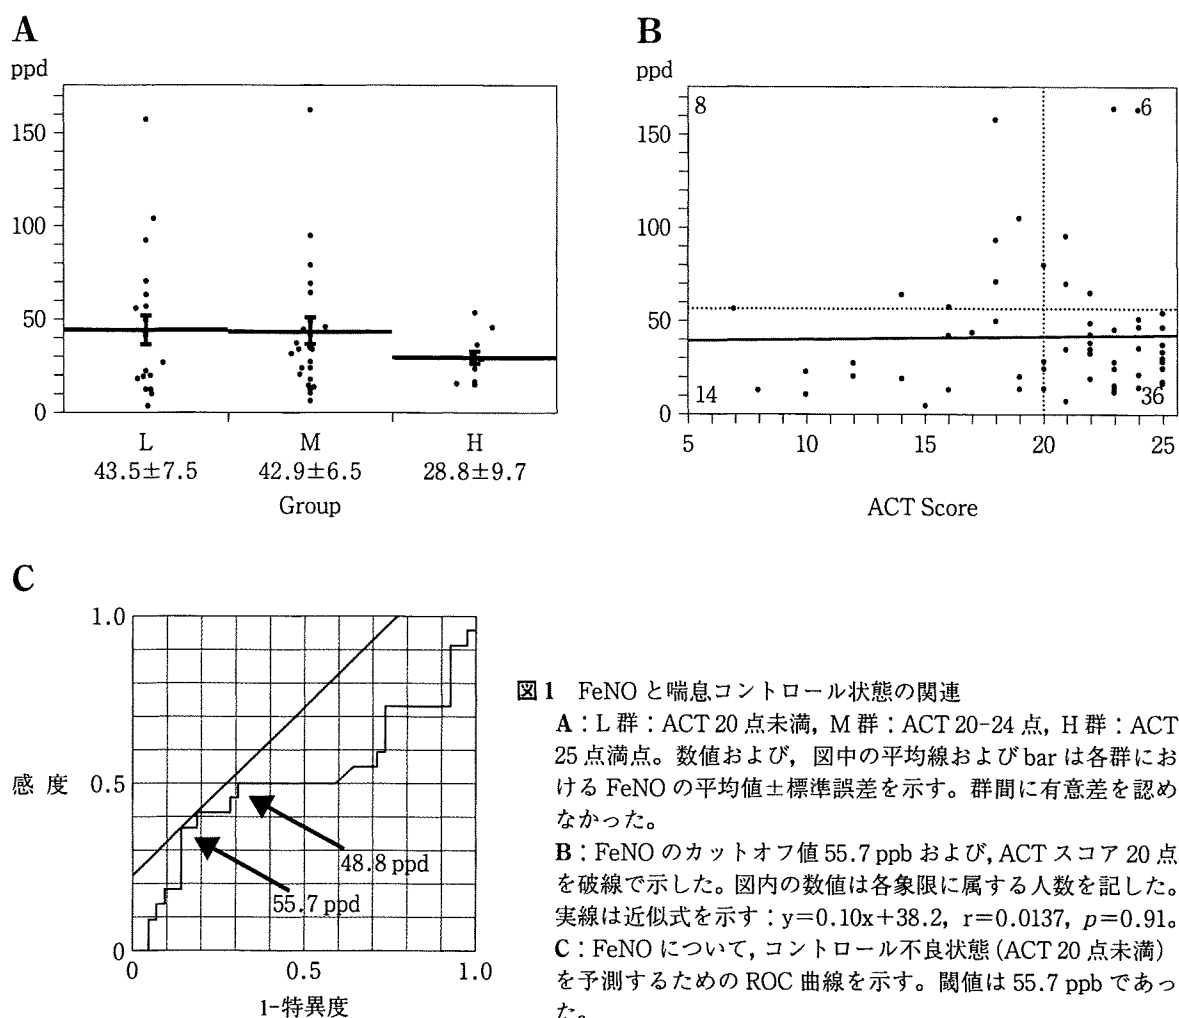 A
ppd
150
100
50
0
L M H
43.5±7.5 42.9±6.5 28.8±9.7
Group
B
ppd
8 6
150
100
50
14 36
0
5 10 15 20 25
ACT Score
C
1.0
感度 0.5
48.8 ppd
55.7 ppd
0
0 0.5 1.0
1-特異度
図1 FeNO と喘息コントロール状態の関連
A：L 群：ACT 20 点未満, M 群：ACT 20-24 点, H 群：ACT
25 点満点。数値および, 図中の平均線および bar は各群にお
ける FeNO の平均値±標準誤差を示す。群間に有意差を認め
なかった。
B：FeNO のカットオフ値 55.7 ppb および, ACT スコア 20 点
を破線で示した。図内の数値は各象限に属する人数を記した。
実線は近似式を示す：y=0.10x+38.2, r=0.0137, p=0.91。
C：FeNO について, コントロール不良状態 (ACT 20 点未満)
を予測するための ROC 曲線を示す。閾値は 55.7 ppb であっ
た。